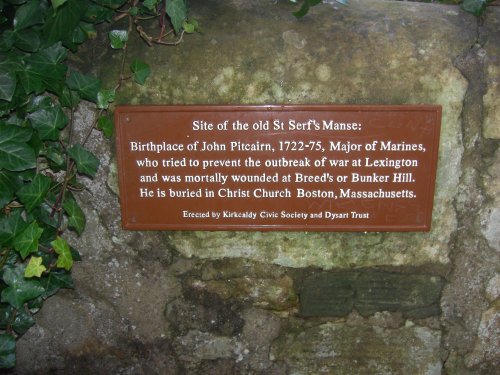 Site of the old St Serf's Manse:
Birthplace of John Pitcairn, 1722-75, Major of Marines,
who tried to prevent the outbreak of war at Lexington
and was mortally wounded at Breed's or Bunker Hill.
He is buried in Christ Church Boston, Massachusetts.
Erected by Kirkcaldy Civic Society and Dysart Trust